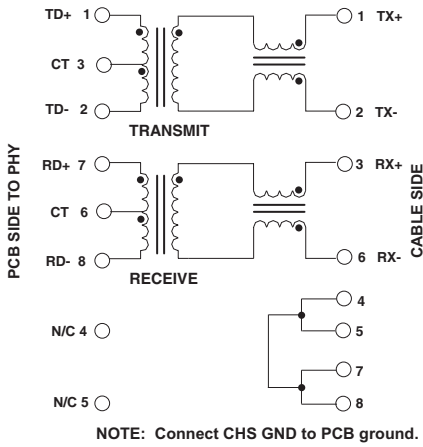 TD+ 1
1 TX+
CT 3
TD- 2
2 TX-
TRANSMIT
PCB SIDE TO PHY
RD+ 7
3 RX+
CT 6
CABLE SIDE
RD- 8
6 RX-
RECEIVE
4
N/C 4
5
7
N/C 5
8
NOTE: Connect CHS GND to PCB ground.